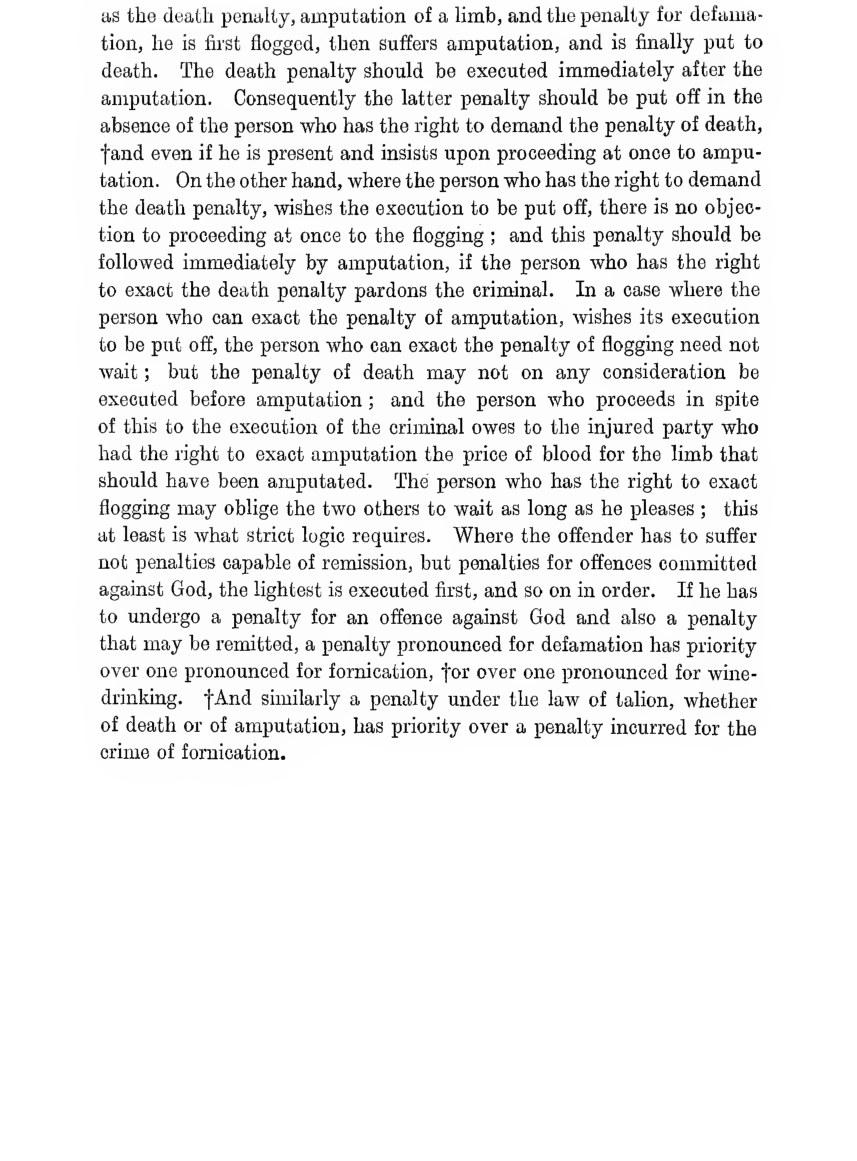 as the death penalty, amputation of a limb, and the penalty for defama-
tion, he is first flogged, then suffers amputation, and is finally put to
death. The death penalty should be executed immediately after the
amputation. Consequently the latter penalty should be put off in the
absence of the person who has the right to demand the penalty of death,
†and even if he is present and insists upon proceeding at once to ampu-
tation. On the other hand, where the person who has the right to demand
the death penalty, wishes the execution to be put off, there is no objec-
tion to proceeding at once to the flogging ; and this penalty should be
followed immediately by amputation, if the person who has the right
to exact the death penalty pardons the criminal. In a case where the
person who can exact the penalty of amputation, wishes its execution
to be put off, the person who can exact the penalty of flogging need not
wait ; but the penalty of death may not on any consideration be
executed before amputation ; and the person who proceeds in spite
of this to the execution of the criminal owes to the injured party who
had the right to exact amputation the price of blood for the limb that
should have been amputated. The person who has the right to exact
flogging may oblige the two others to wait as long as he pleases ; this
at least is what strict logic requires. Where the offender has to suffer
not penalties capable of remission, but penalties for offences committed
against God, the lightest is executed first, and so on in order. If he has
to undergo a penalty for an offence against God and also a penalty
that may be remitted, a penalty pronounced for defamation has priority
over one pronounced for fornication, †or over one pronounced for wine-
drinking. †And similarly a penalty under the law of talion, whether
of death or of amputation, has priority over a penalty incurred for the
crime of fornication.